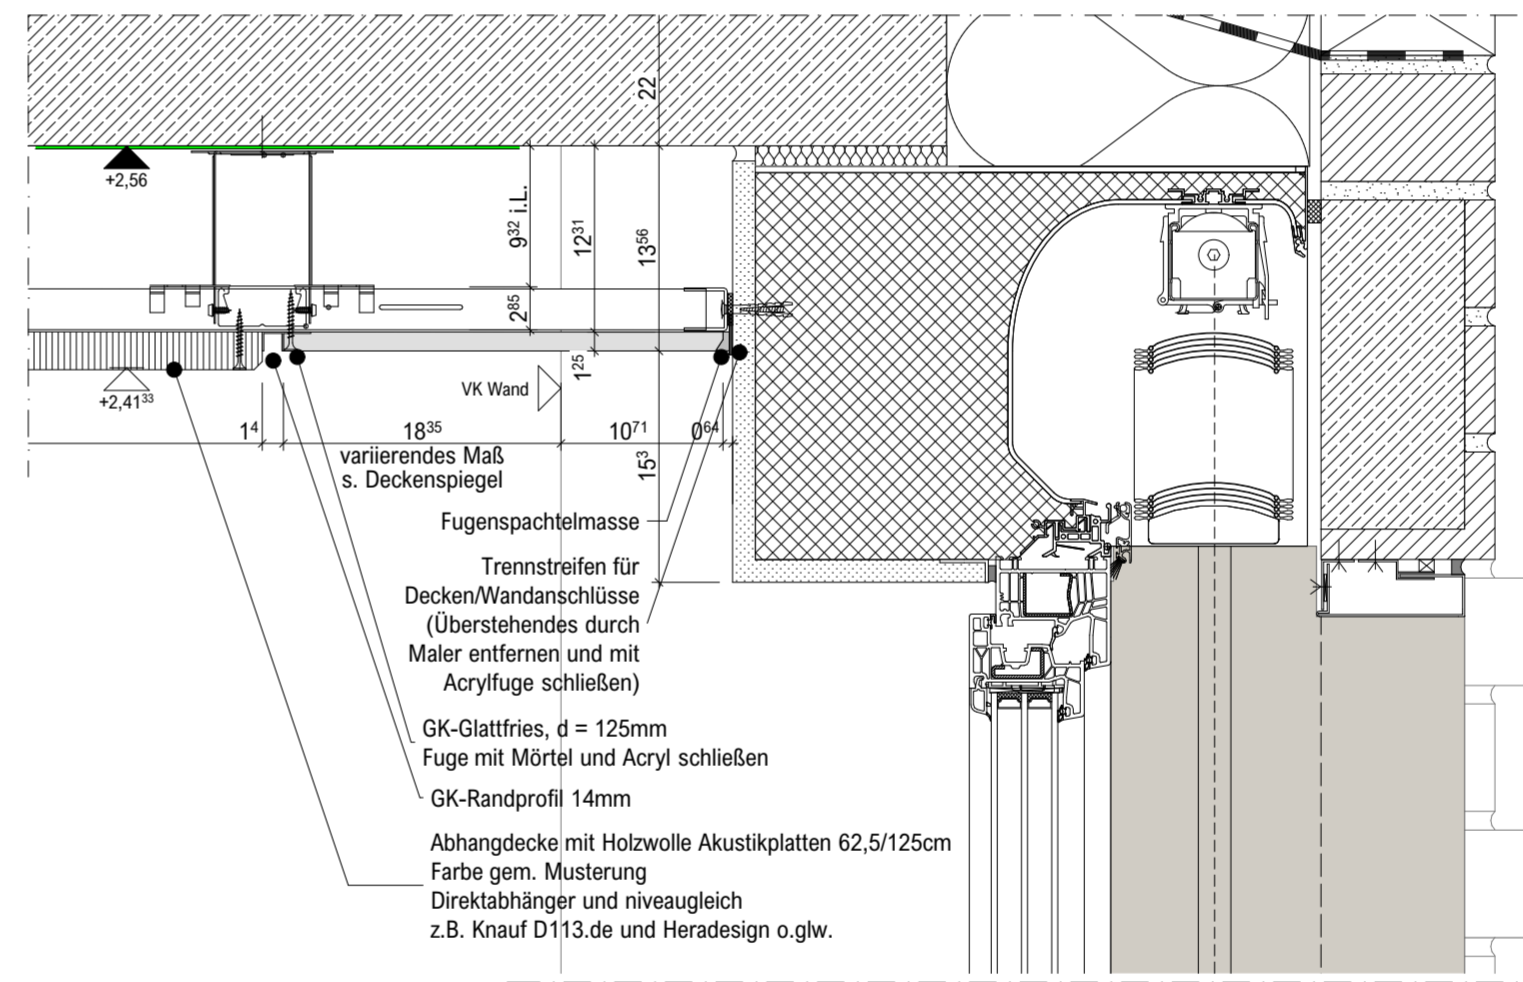 22
+2,56
9³² i.L.
12³¹
13⁵⁶
2⁸⁵
1²⁵
VK Wand
+2,41³³
1⁴
18³⁵
10⁷¹
0⁶⁴
variierendes Maß
s. Deckenspiegel
15³
Fugenspachtelmasse
Trennstreifen für
Decken/Wandanschlüsse
(Überstehendes durch
Maler entfernen und mit
Acrylfuge schließen)
GK-Glattfries, d = 125mm
Fuge mit Mörtel und Acryl schließen
GK-Randprofil 14mm
Abhangdecke mit Holzwolle Akustikplatten 62,5/125cm
Farbe gem. Musterung
Direktabhänger und niveaugleich
z.B. Knauf D113.de und Heradesign o.glw.